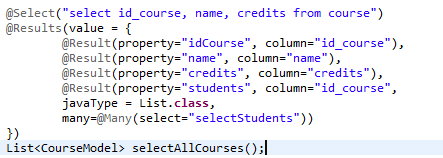 @Select("select id_course, name, credits from course")
@Results(value = {
@Result(property="idCourse", column="id_course"),
@Result(property="name", column="name"),
@Result(property="credits", column="credits"),
@Result(property="students", column="id_course",
javaType = List.class,
many=@Many(select="selectStudents"))
})
List<CourseModel> selectAllCourses();